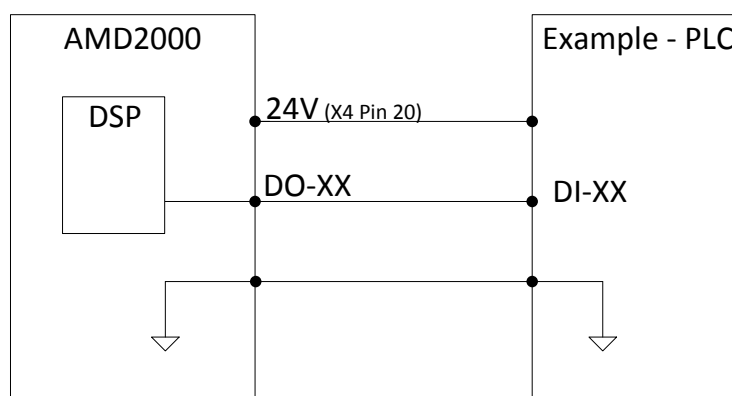 AMD2000
Example - PLC
DSP
24V (X4 Pin 20)
DO-XX
DI-XX